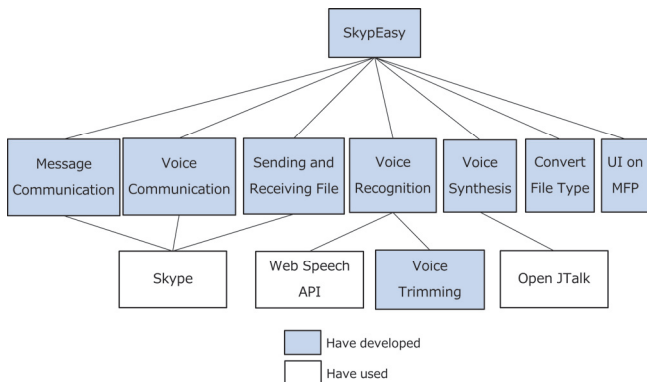 SkypEasy
Message
Communication
Voice
Communication
Sending and
Receiving File
Voice
Recognition
Voice
Synthesis
Convert
File Type
UI on
MFP
Skype
Web Speech
API
Voice
Trimming
Open JTalk
Have developed
Have used